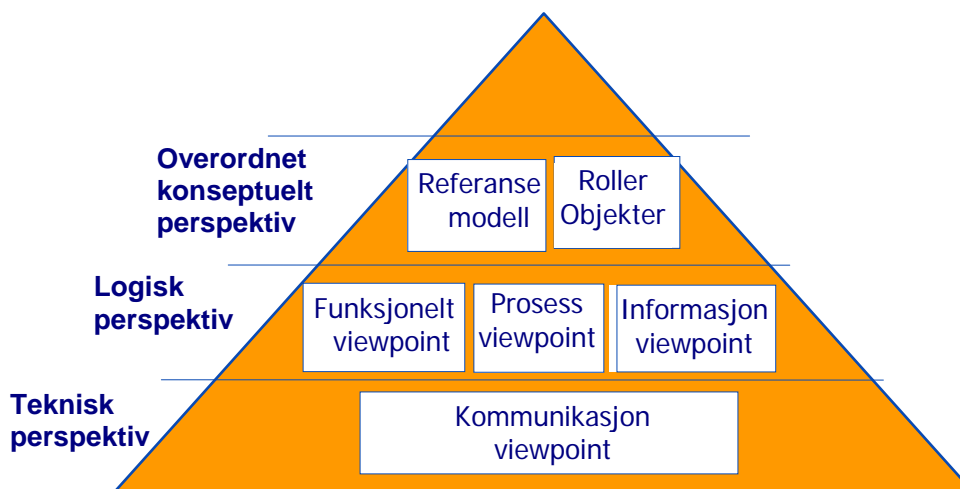 Overordnet
konseptuelt
perspektiv
Referanse
modell
Roller
Objekter
Logisk
perspektiv
Funksjonelt
viewpoint
Prosess
viewpoint
Informasjon
viewpoint
Teknisk
perspektiv
Kommunikasjon
viewpoint